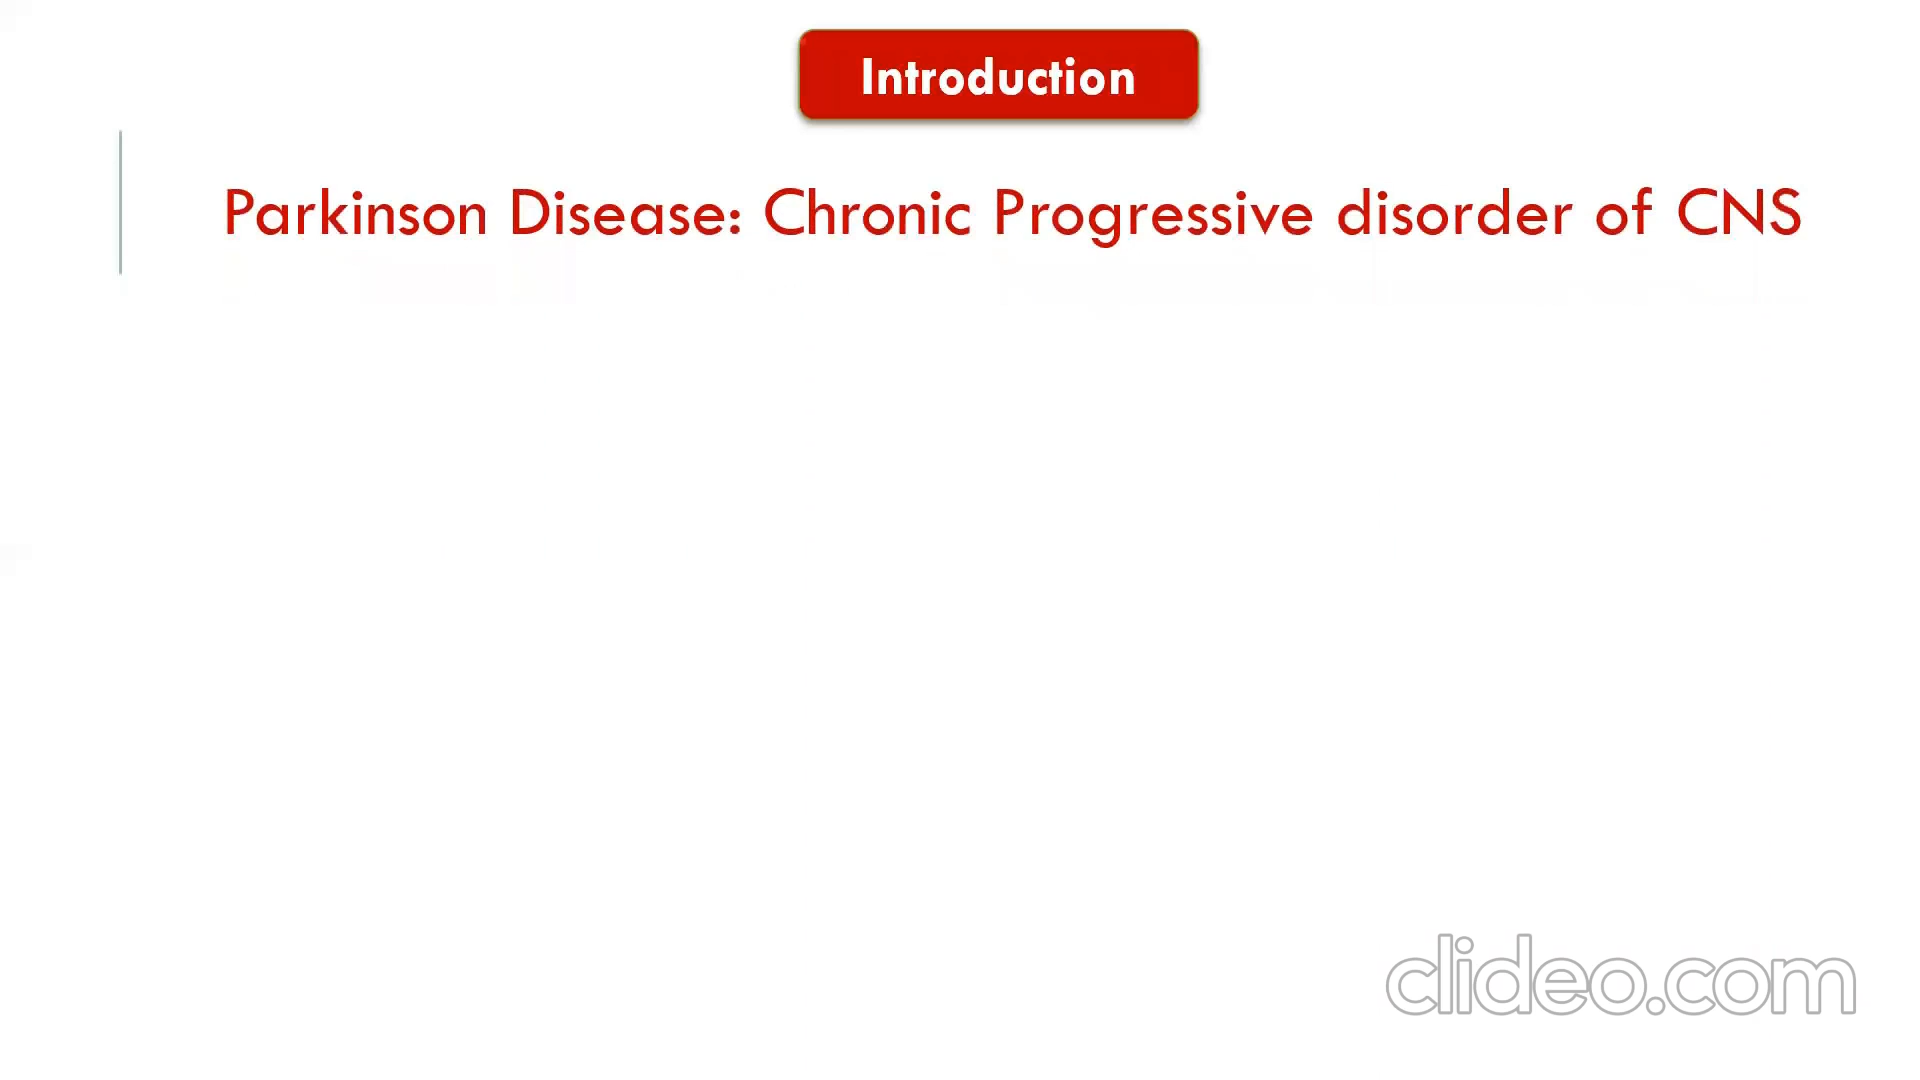 Introduction
Parkinson Disease: Chronic Progressive disorder of CNS
clideo.com